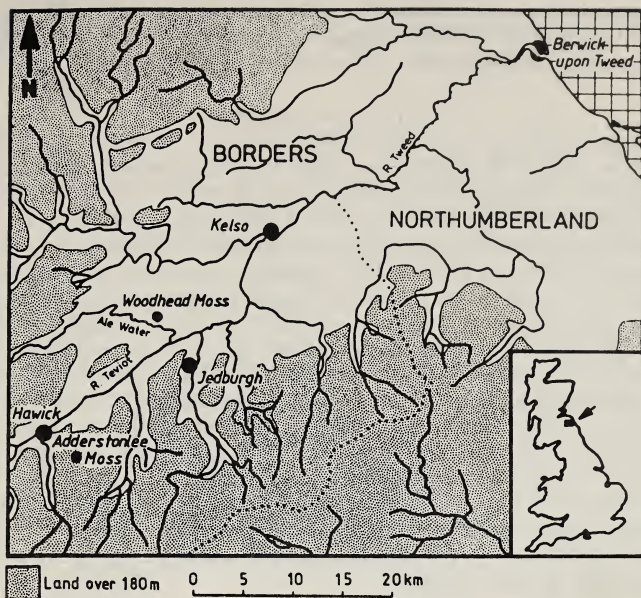 N
Berwick-
upon Tweed
BORDERS
R. Tweed
NORTHUMBERLAND
Kelso
Woodhead Moss
Ale Water
R. Teviot
Jedburgh
Hawick
Adderstonlee
Moss
Land over 180m
0 5 10 15 20km